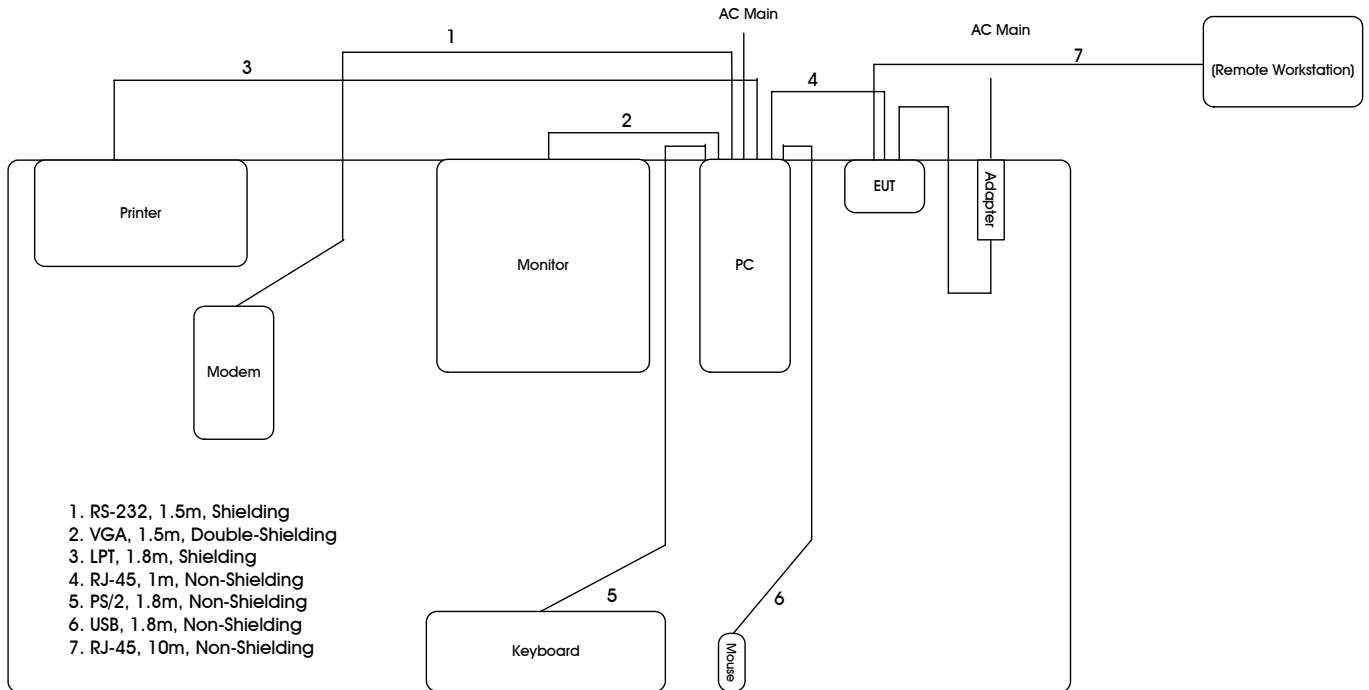 AC Main
AC Main
1
7
3
(Remote Workstation)
4
2
Adapter
EUT
Printer
Monitor
PC
Modem
1. RS-232, 1.5m, Shielding
2. VGA, 1.5m, Double-Shielding
3. LPT, 1.8m, Shielding
4. RJ-45, 1m, Non-Shielding
5. PS/2, 1.8m, Non-Shielding
6. USB, 1.8m, Non-Shielding
7. RJ-45, 10m, Non-Shielding
5
6
Keyboard
Mouse